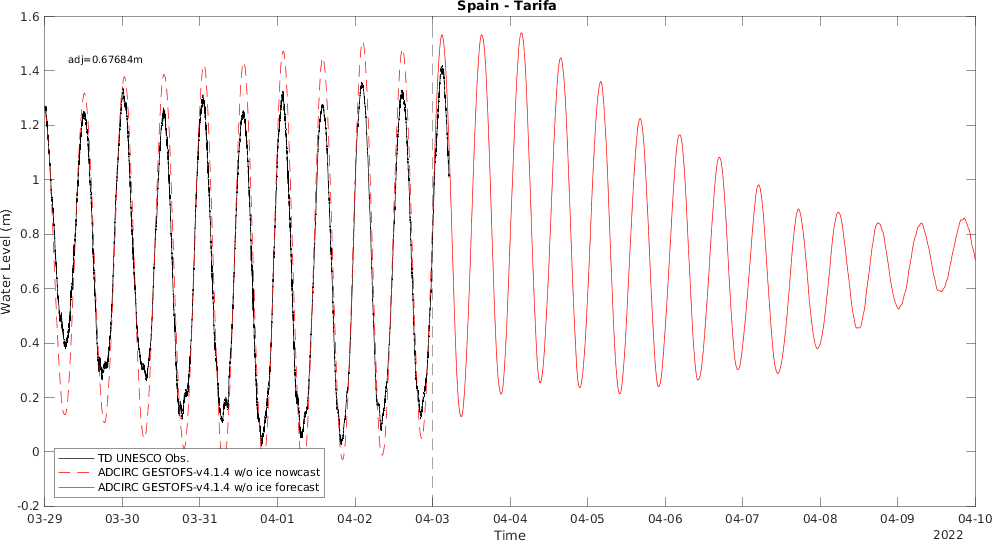 Spain - Tarifa
1.6
1.4
1.2
1
0.8
0.6
0.4
0.2
0
-0.2
Water Level (m)
adj=0.67684m
TD UNESCO Obs.
ADCIRC GESTOFS-v4.1.4 w/o ice nowcast
ADCIRC GESTOFS-v4.1.4 w/o ice forecast
03-29 03-30 03-31 04-01 04-02 04-03 04-04 04-05 04-06 04-07 04-08 04-09 04-10
Time
2022